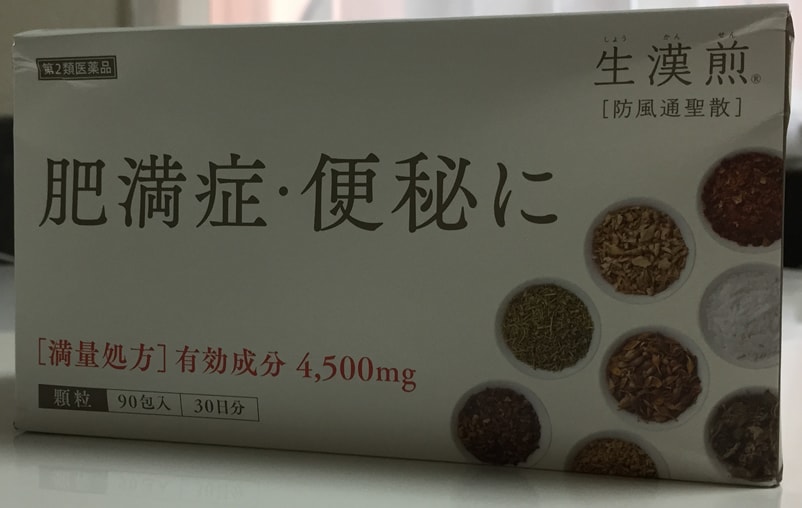 第2類医薬品
しょう かん せん
生漢煎®
[防風通聖散]
肥満症・便秘に
[満量処方]有効成分 4,500mg
顆粒 90包入 30日分